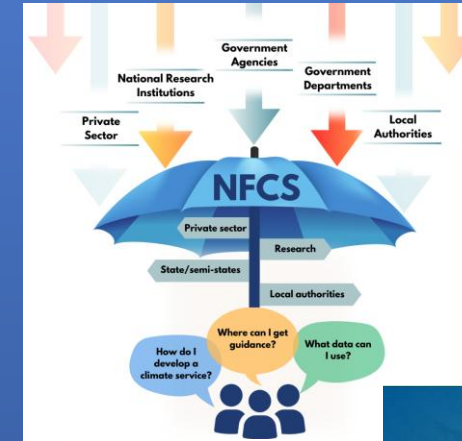 Government
Agencies
National Research
Institutions
Government
Departments
Private
Sector
Local
Authorities
NFCS
Private sector
Research
State/semi-states
Local authorities
How do I
develop a
climate service?
Where can I get
guidance?
What data can
I use?